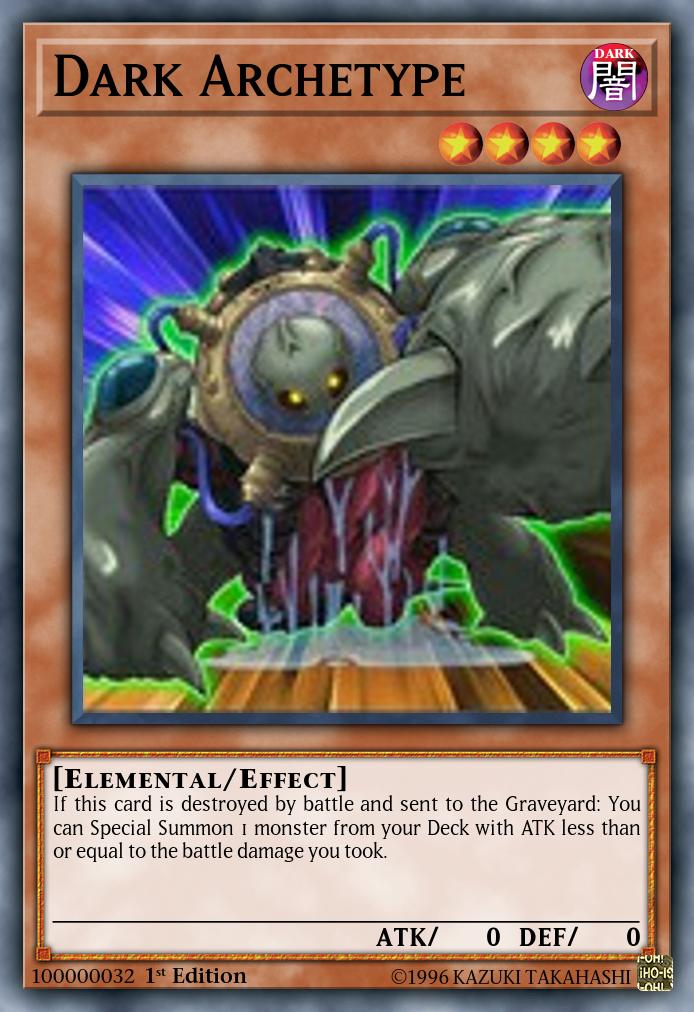 Dark Archetype
DARK
闇
[Elemental/Effect]
If this card is destroyed by battle and sent to the Graveyard: You
can Special Summon 1 monster from your Deck with ATK less than
or equal to the battle damage you took.
ATK/ 0 DEF/ 0
100000032 1st Edition ©1996 KAZUKI TAKAHASHI